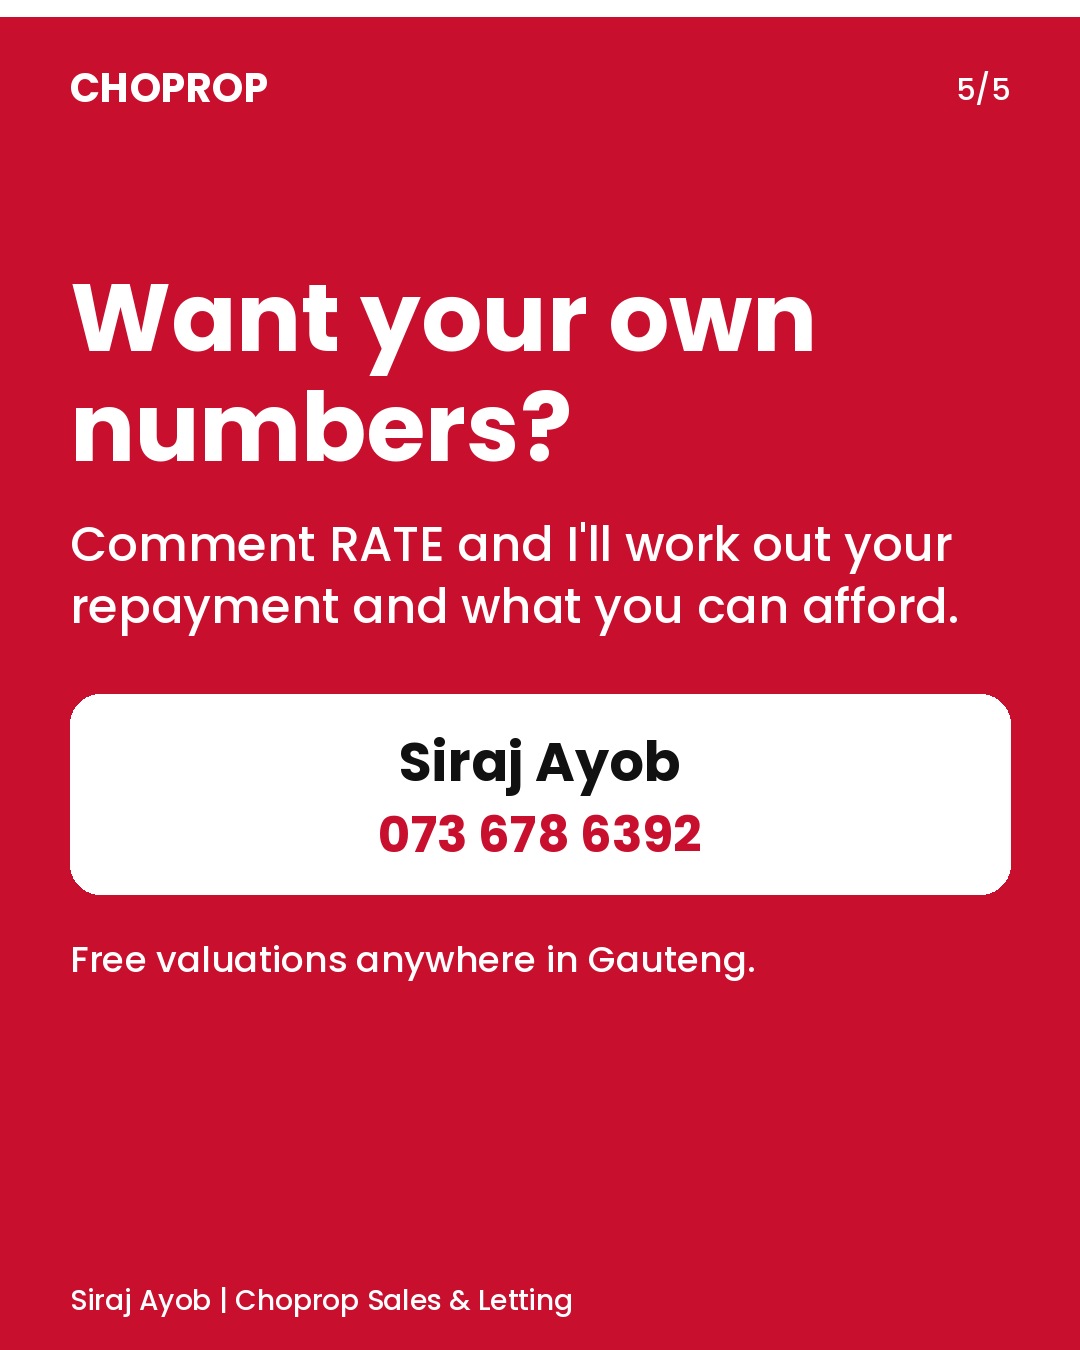 CHOPROP
5/5
Want your own
numbers?
Comment RATE and I'll work out your
repayment and what you can afford.
Siraj Ayob
073 678 6392
Free valuations anywhere in Gauteng.
Siraj Ayob | Choprop Sales & Letting